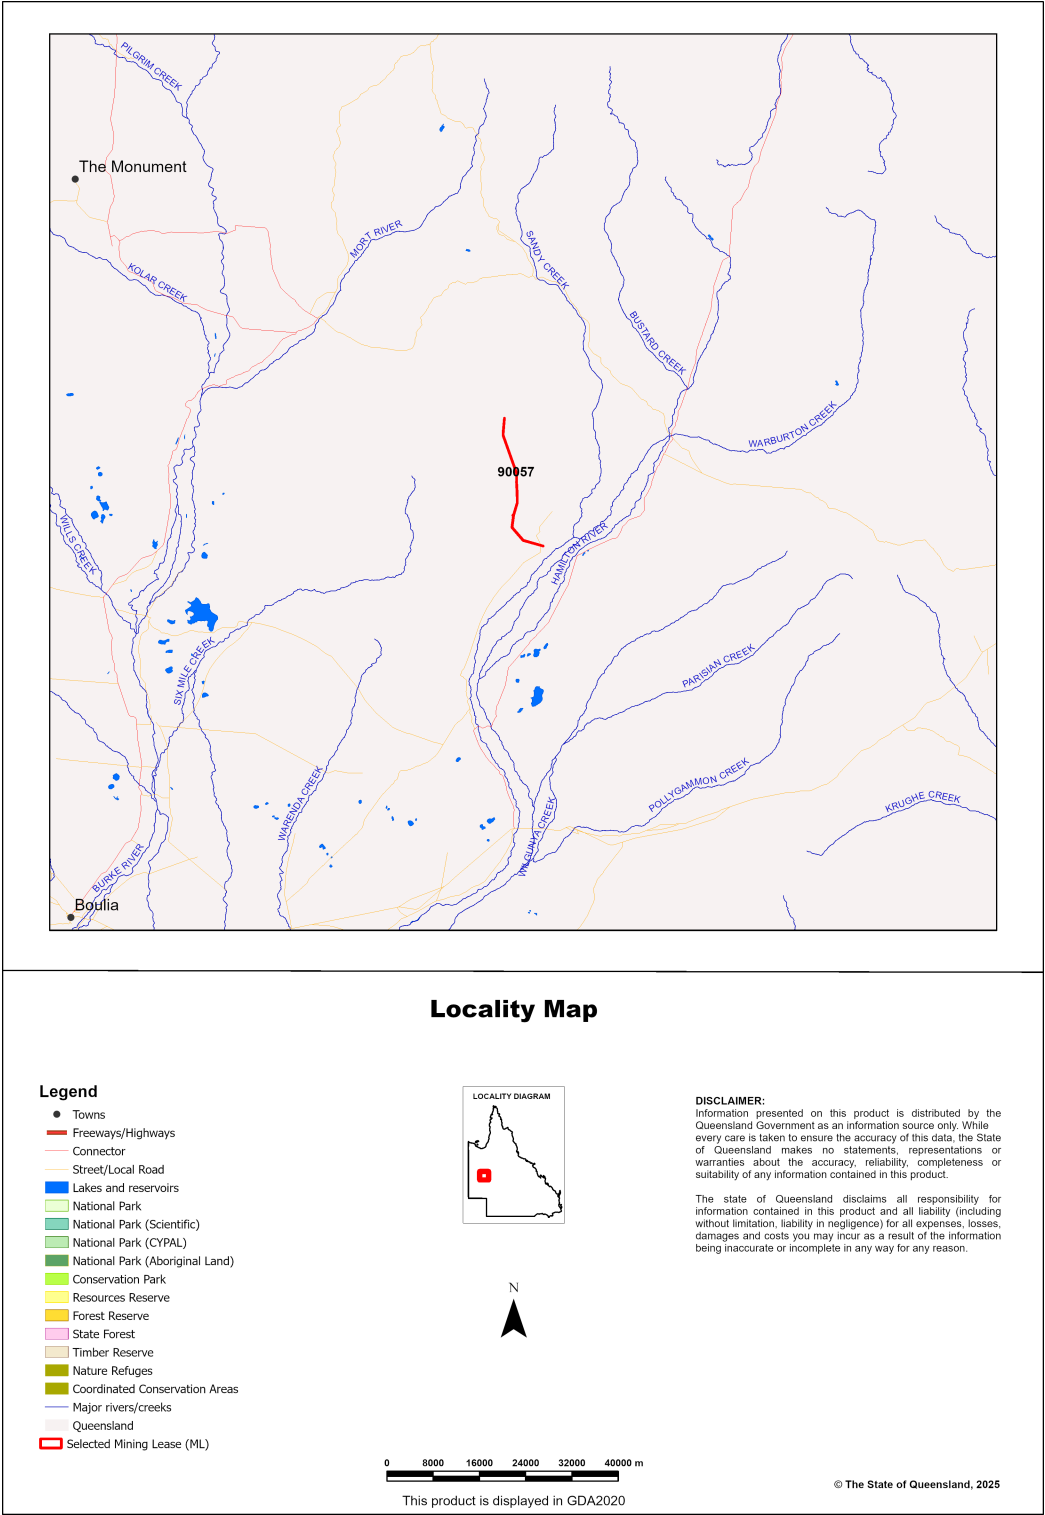 PILGRIM CREEK
The Monument
MORT RIVER
SANDY CREEK
KOLAR CREEK
BUSTARD CREEK
WARBURTON CREEK
90057
WILLS CREEK
HAMILTON RIVER
SIX MILE CREEK
PARISIAN CREEK
POLLYGAMMON CREEK
WARENDA CREEK
KRUGHE CREEK
WILGUNYA CREEK
BURKE RIVER
Boulia
Locality Map
Legend
Towns
Freeways/Highways
Connector
Street/Local Road
Lakes and reservoirs
National Park
National Park (Scientific)
National Park (CYPAL)
National Park (Aboriginal Land)
Conservation Park
Resources Reserve
Forest Reserve
State Forest
Timber Reserve
Nature Refuges
Coordinated Conservation Areas
Major rivers/creeks
Queensland
Selected Mining Lease (ML)
LOCALITY DIAGRAM
N
0 8000 16000 24000 32000 40000 m
This product is displayed in GDA2020
DISCLAIMER:
Information presented on this product is distributed by the
Queensland Government as an information source only. While
every care is taken to ensure the accuracy of this data, the State
of Queensland makes no statements, representations or
warranties about the accuracy, reliability, completeness or
suitability of any information contained in this product.
The state of Queensland disclaims all responsibility for
information contained in this product and all liability (including
without limitation, liability in negligence) for all expenses, losses,
damages and costs you may incur as a result of the information
being inaccurate or incomplete in any way for any reason.
© The State of Queensland, 2025